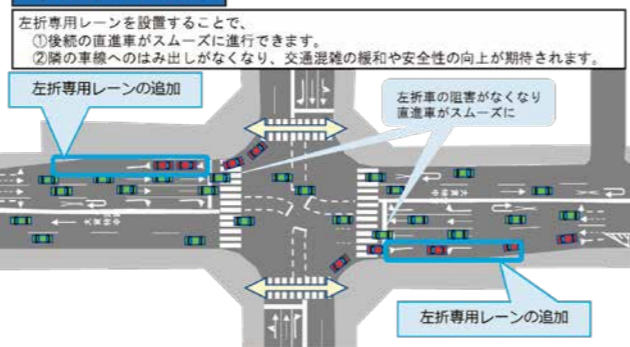 左折専用レーンを設置することで、
①後続の直進車がスムーズに進行できます。
②隣の車線へのはみ出しがなくなり、交通混雑の緩和や安全性の向上が期待されます。
左折専用レーンの追加
左折車の阻害がなくなり
直進車がスムーズに
左折専用レーンの追加